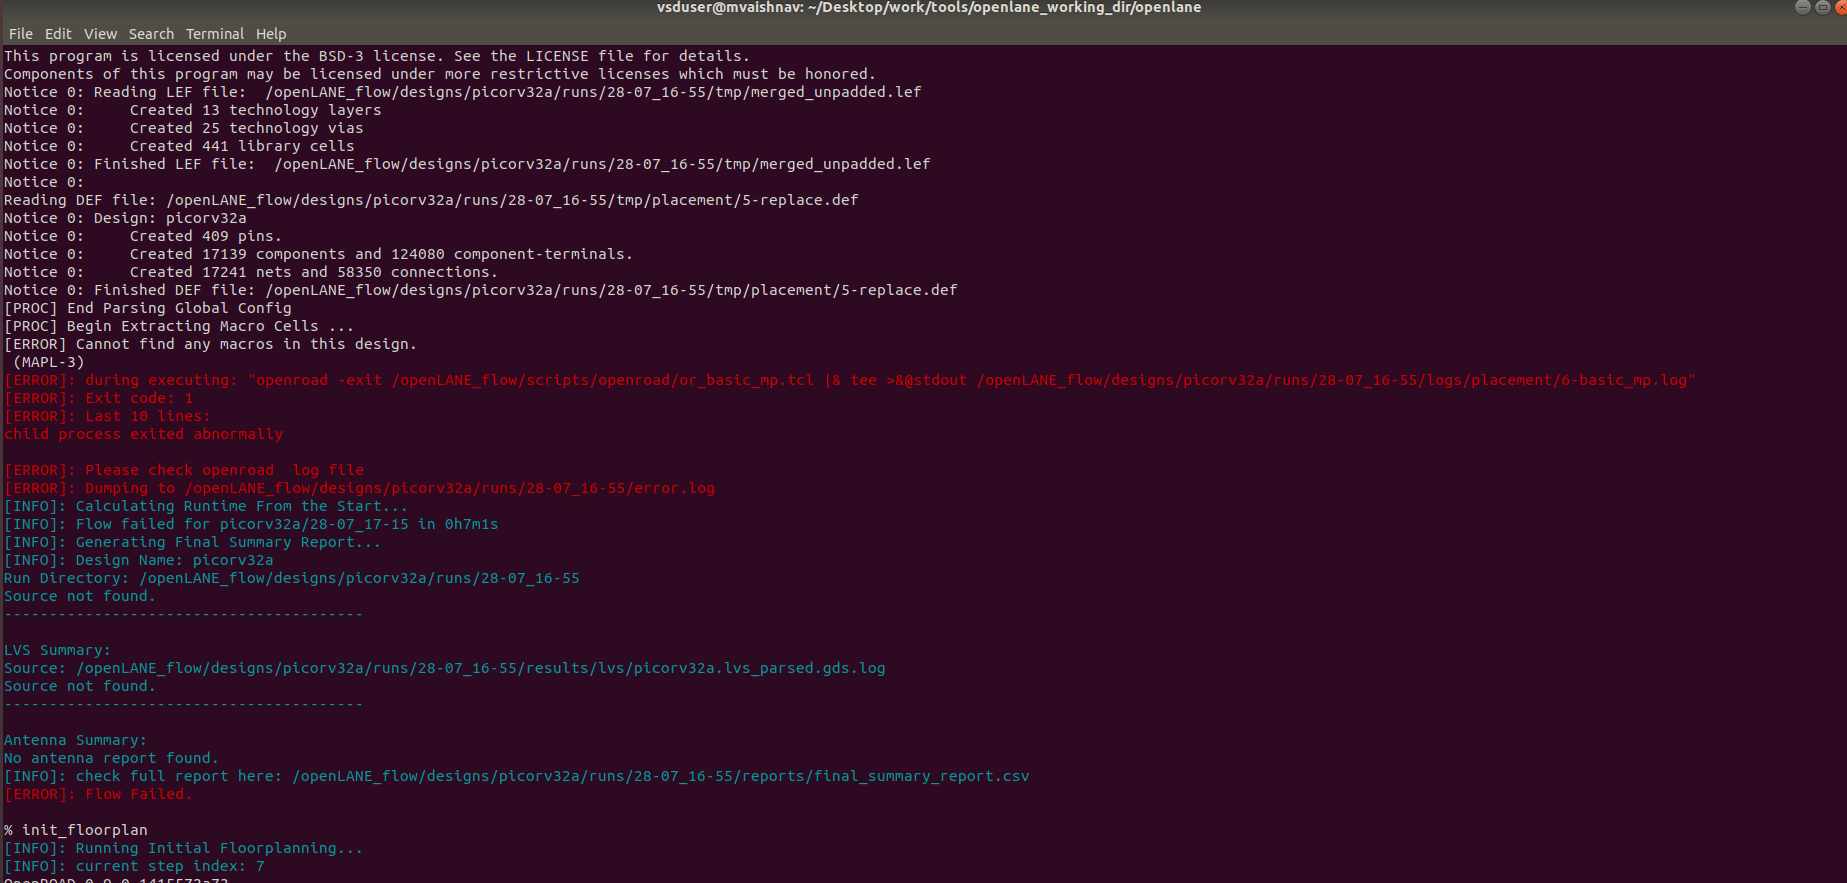 vsduser@mvaishnav: ~/Desktop/work/tools/openlane_working_dir/openlane
File Edit View Search Terminal Help
This program is licensed under the BSD-3 license. See the LICENSE file for details.
Components of this program may be licensed under more restrictive licenses which must be honored.
Notice 0: Reading LEF file:  /openLANE_flow/designs/picorv32a/runs/28-07_16-55/tmp/merged_unpadded.lef
Notice 0:     Created 13 technology layers
Notice 0:     Created 25 technology vias
Notice 0:     Created 441 library cells
Notice 0: Finished LEF file:  /openLANE_flow/designs/picorv32a/runs/28-07_16-55/tmp/merged_unpadded.lef
Notice 0:
Reading DEF file: /openLANE_flow/designs/picorv32a/runs/28-07_16-55/tmp/placement/5-replace.def
Notice 0: Design: picorv32a
Notice 0:     Created 409 pins.
Notice 0:     Created 17139 components and 124080 component-terminals.
Notice 0:     Created 17241 nets and 58350 connections.
Notice 0: Finished DEF file: /openLANE_flow/designs/picorv32a/runs/28-07_16-55/tmp/placement/5-replace.def
[PROC] End Parsing Global Config
[PROC] Begin Extracting Macro Cells ...
[ERROR] Cannot find any macros in this design.
 (MAPL-3)
[ERROR]: during executing: "openroad -exit /openLANE_flow/scripts/openroad/or_basic_mp.tcl |& tee >&@stdout /openLANE_flow/designs/picorv32a/runs/28-07_16-55/logs/placement/6-basic_mp.log"
[ERROR]: Exit code: 1
[ERROR]: Last 10 lines:
child process exited abnormally
[ERROR]: Please check openroad  log file
[ERROR]: Dumping to /openLANE_flow/designs/picorv32a/runs/28-07_16-55/error.log
[INFO]: Calculating Runtime From the Start...
[INFO]: Flow failed for picorv32a/28-07_17-15 in 0h7m1s
[INFO]: Generating Final Summary Report...
[INFO]: Design Name: picorv32a
Run Directory: /openLANE_flow/designs/picorv32a/runs/28-07_16-55
Source not found.
----------------------------------------
LVS Summary:
Source: /openLANE_flow/designs/picorv32a/runs/28-07_16-55/results/lvs/picorv32a.lvs_parsed.gds.log
Source not found.
----------------------------------------
Antenna Summary:
No antenna report found.
[INFO]: check full report here: /openLANE_flow/designs/picorv32a/runs/28-07_16-55/reports/final_summary_report.csv
[ERROR]: Flow Failed.
% init_floorplan
[INFO]: Running Initial Floorplanning...
[INFO]: current step index: 7